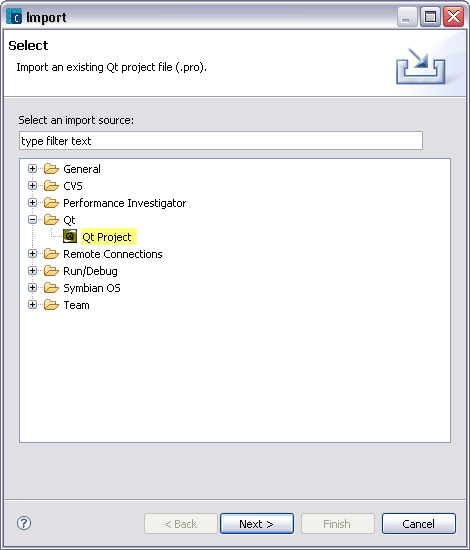 Import
Select
Import an existing Qt project file (.pro).
Select an import source:
type filter text
General
CVS
Performance Investigator
Qt
Qt Project
Remote Connections
Run/Debug
Symbian OS
Team
? < Back Next > Finish Cancel